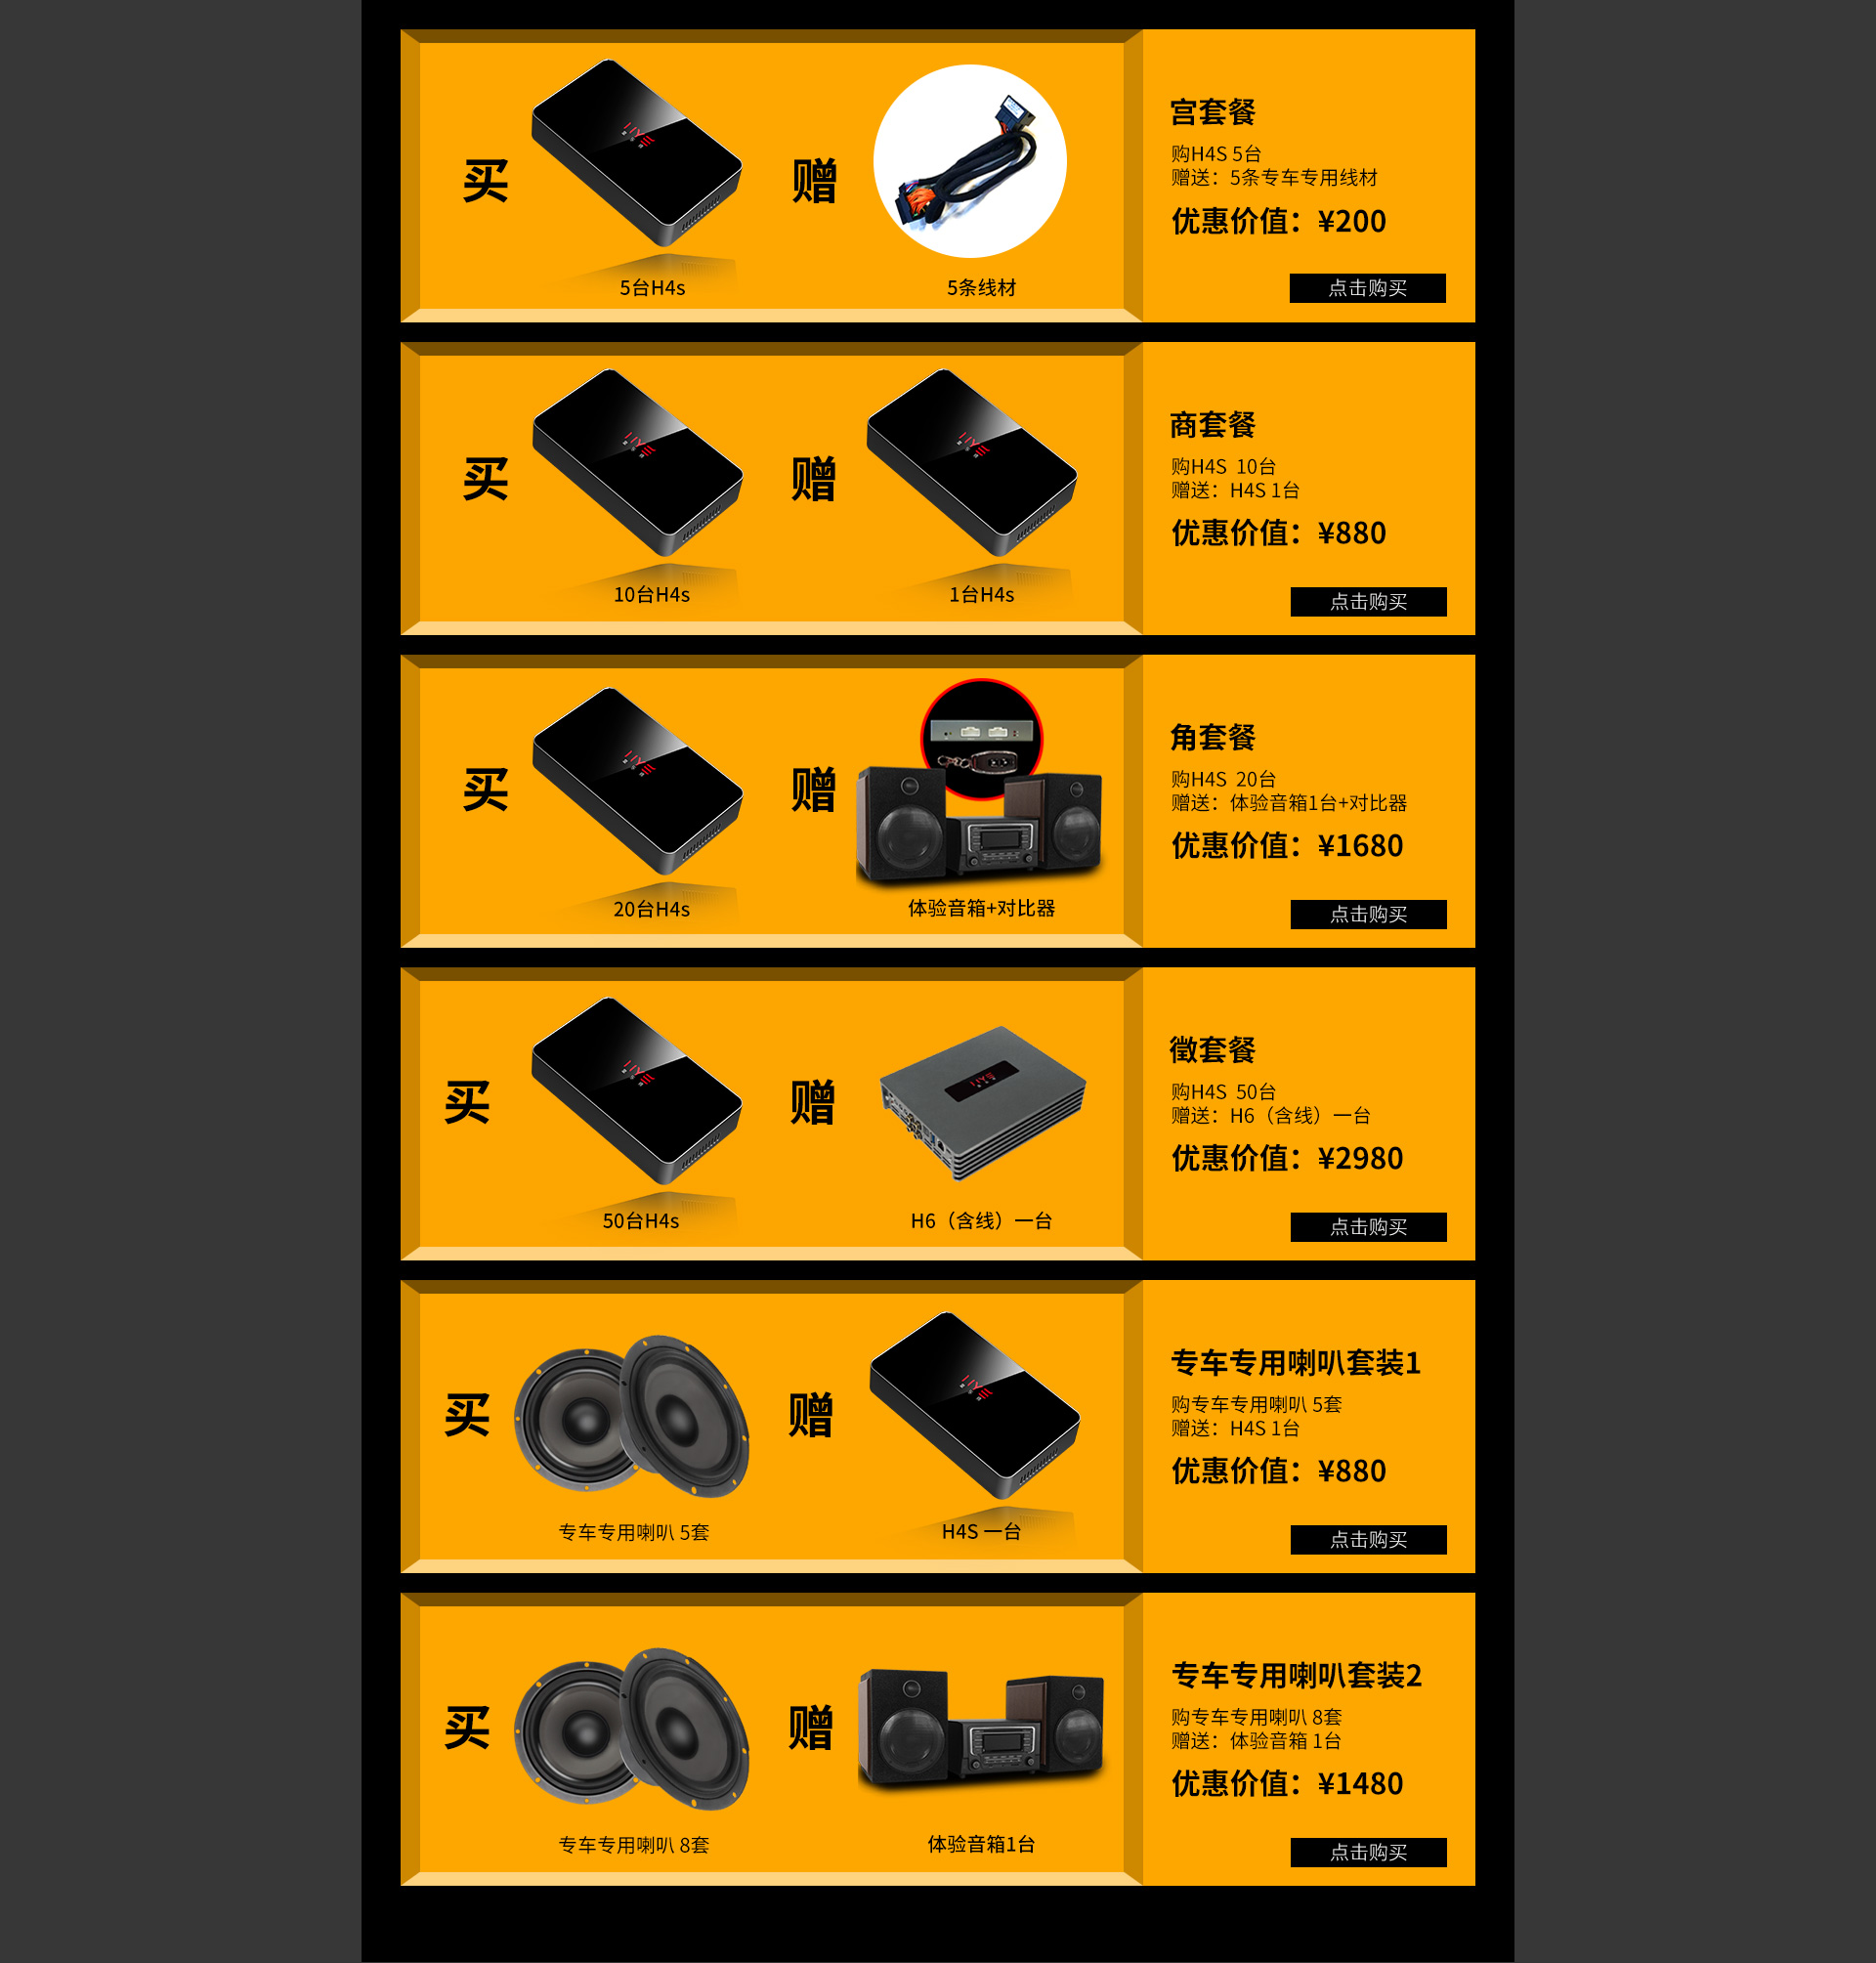 买
赠
5台H4s
5条线材
宫套餐
购H4S 5台
赠送：5条专车专用线材
优惠价值：¥200
点击购买
买
赠
10台H4s
1台H4s
商套餐
购H4S 10台
赠送：H4S 1台
优惠价值：¥880
点击购买
买
赠
20台H4s
体验音箱+对比器
角套餐
购H4S 20台
赠送：体验音箱1台+对比器
优惠价值：¥1680
点击购买
买
赠
50台H4s
H6（含线）一台
徵套餐
购H4S 50台
赠送：H6（含线）一台
优惠价值：¥2980
点击购买
买
赠
专车专用喇叭 5套
H4S 一台
专车专用喇叭套装1
购专车专用喇叭 5套
赠送：H4S 1台
优惠价值：¥880
点击购买
买
赠
专车专用喇叭 8套
体验音箱1台
专车专用喇叭套装2
购专车专用喇叭 8套
赠送：体验音箱 1台
优惠价值：¥1480
点击购买